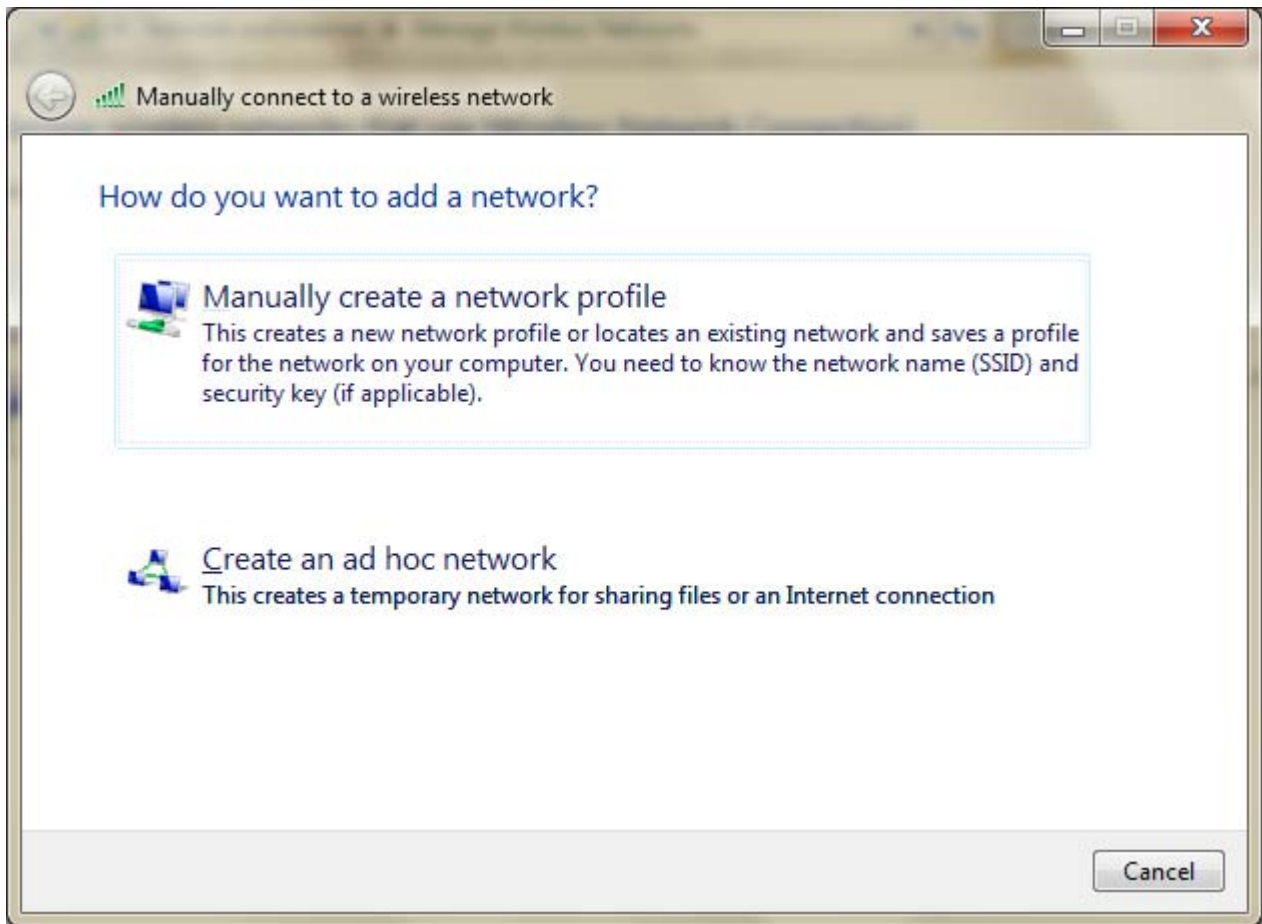 Manually connect to a wireless network
How do you want to add a network?
Manually create a network profile
This creates a new network profile or locates an existing network and saves a profile
for the network on your computer. You need to know the network name (SSID) and
security key (if applicable).
Create an ad hoc network
This creates a temporary network for sharing files or an Internet connection
Cancel